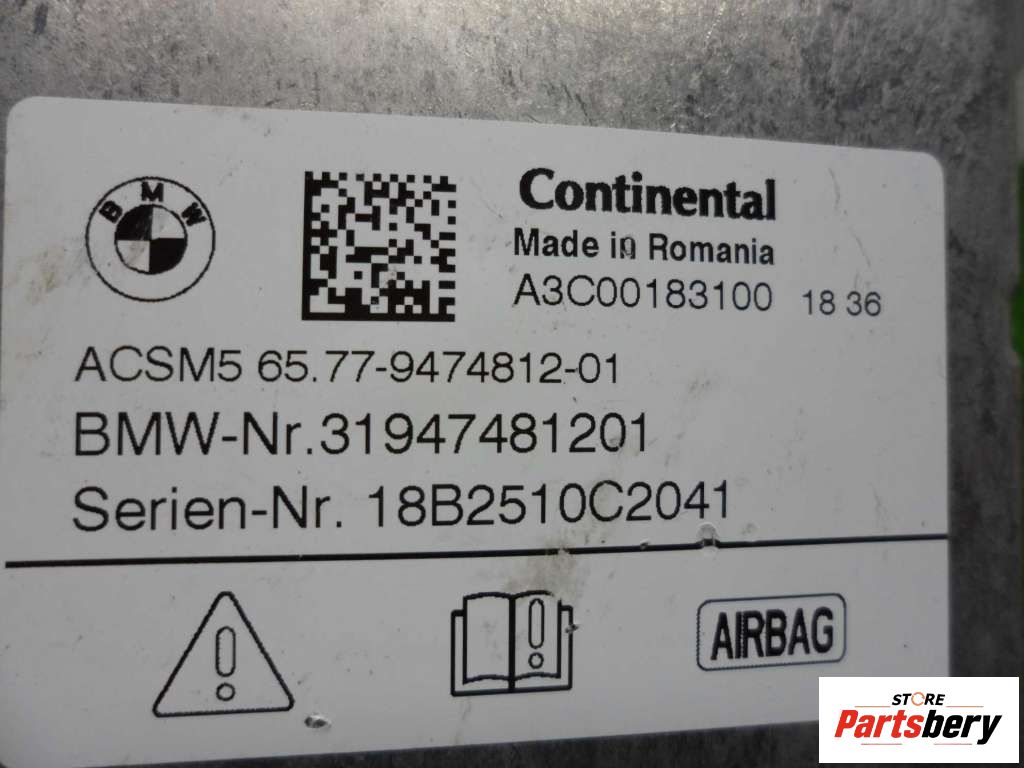 BMW
Continental
Made in Romania
A3C00183100 18 36
ACSM5 65.77-9474812-01
BMW-Nr.31947481201
Serien-Nr. 18B2510C2041
AIRBAG
STORE
Partsbery